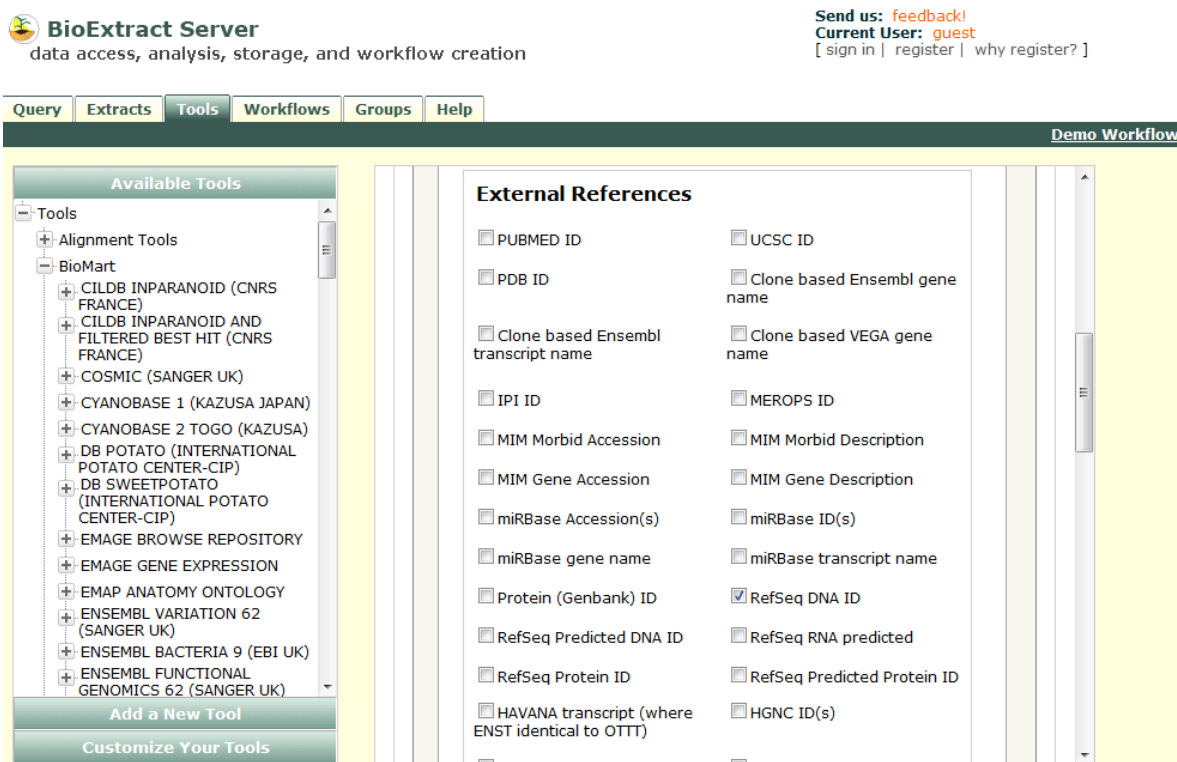 BioExtract Server
data access, analysis, storage, and workflow creation
Send us: feedback!
Current User: guest
[ sign in | register | why register? ]
Query Extracts Tools Workflows Groups Help
Demo Workflow
Available Tools
Tools
Alignment Tools
BioMart
CILDB INPARANOID (CNRS
FRANCE)
CILDB INPARANOID AND
FILTERED BEST HIT (CNRS
FRANCE)
COSMIC (SANGER UK)
CYANOBASE 1 (KAZUSA JAPAN)
CYANOBASE 2 TOGO (KAZUSA)
DB POTATO (INTERNATIONAL
POTATO CENTER-CIP)
DB SWEETPOTATO
(INTERNATIONAL POTATO
CENTER-CIP)
EMAGE BROWSE REPOSITORY
EMAGE GENE EXPRESSION
EMAP ANATOMY ONTOLOGY
ENSEMBL VARIATION 62
(SANGER UK)
ENSEMBL BACTERIA 9 (EBI UK)
ENSEMBL FUNCTIONAL
GENOMICS 62 (SANGER UK)
Add a New Tool
Customize Your Tools
External References
PUBMED ID
UCSC ID
PDB ID
Clone based Ensembl gene
name
Clone based Ensembl
transcript name
Clone based VEGA gene
name
IPI ID
MEROPS ID
MIM Morbid Accession
MIM Morbid Description
MIM Gene Accession
MIM Gene Description
miRBase Accession(s)
miRBase ID(s)
miRBase gene name
miRBase transcript name
Protein (Genbank) ID
RefSeq DNA ID
RefSeq Predicted DNA ID
RefSeq RNA predicted
RefSeq Protein ID
RefSeq Predicted Protein ID
HAVANA transcript (where
ENST identical to OTTT)
HGNC ID(s)